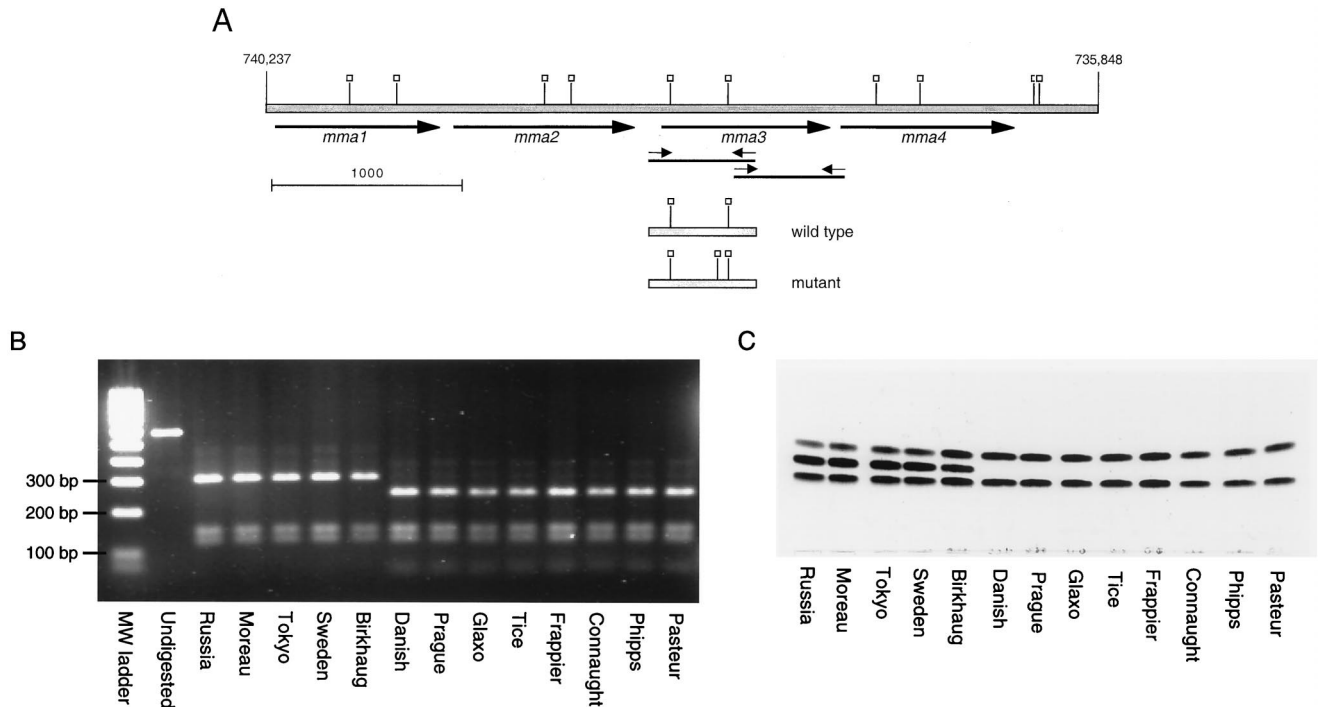 A
740,237 735,848
mma1 mma2 mma3 mma4
1000
wild type
mutant
B
300 bp
200 bp
100 bp
MW ladder
Undigested
Russia
Moreau
Tokyo
Sweden
Birkhaug
Danish
Prague
Glaxo
Tice
Frappier
Connaught
Phipps
Pasteur
C
Russia
Moreau
Tokyo
Sweden
Birkhaug
Danish
Prague
Glaxo
Tice
Frappier
Connaught
Phipps
Pasteur